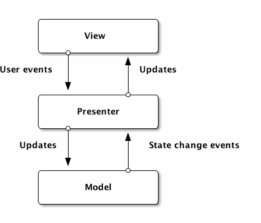 View
User events
Updates
Presenter
Updates
State change events
Model